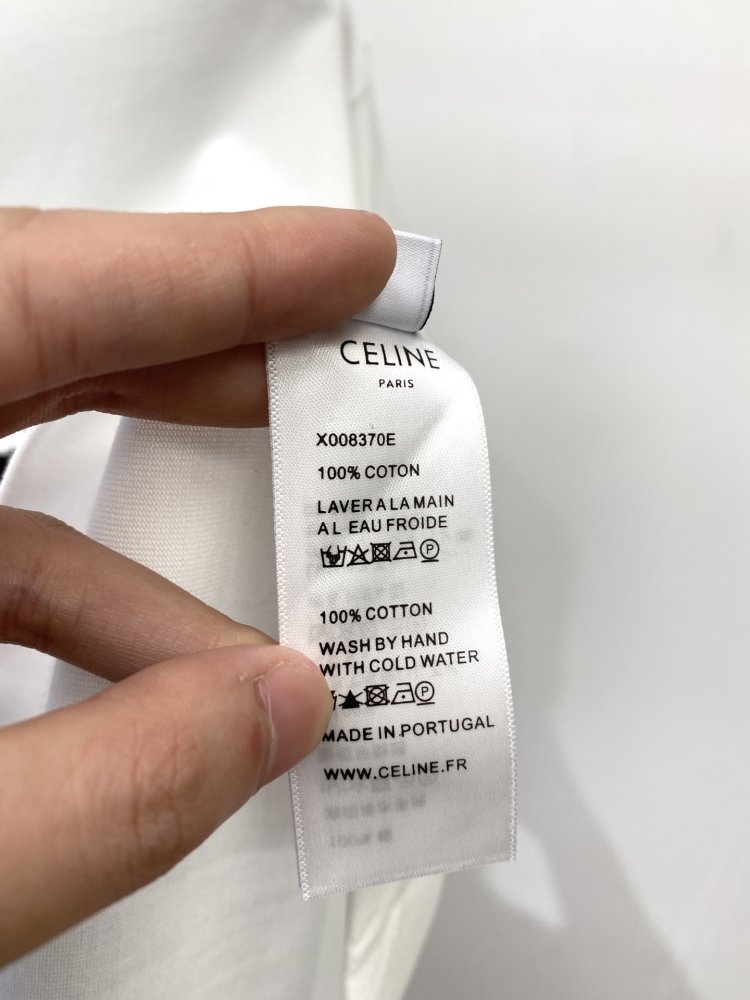 CELINE
PARIS
X008370E
100% COTON
LAVER A LA MAIN
A L EAU FROIDE
P
100% COTTON
WASH BY HAND
WITH COLD WATER
P
MADE IN PORTUGAL
WWW.CELINE.FR